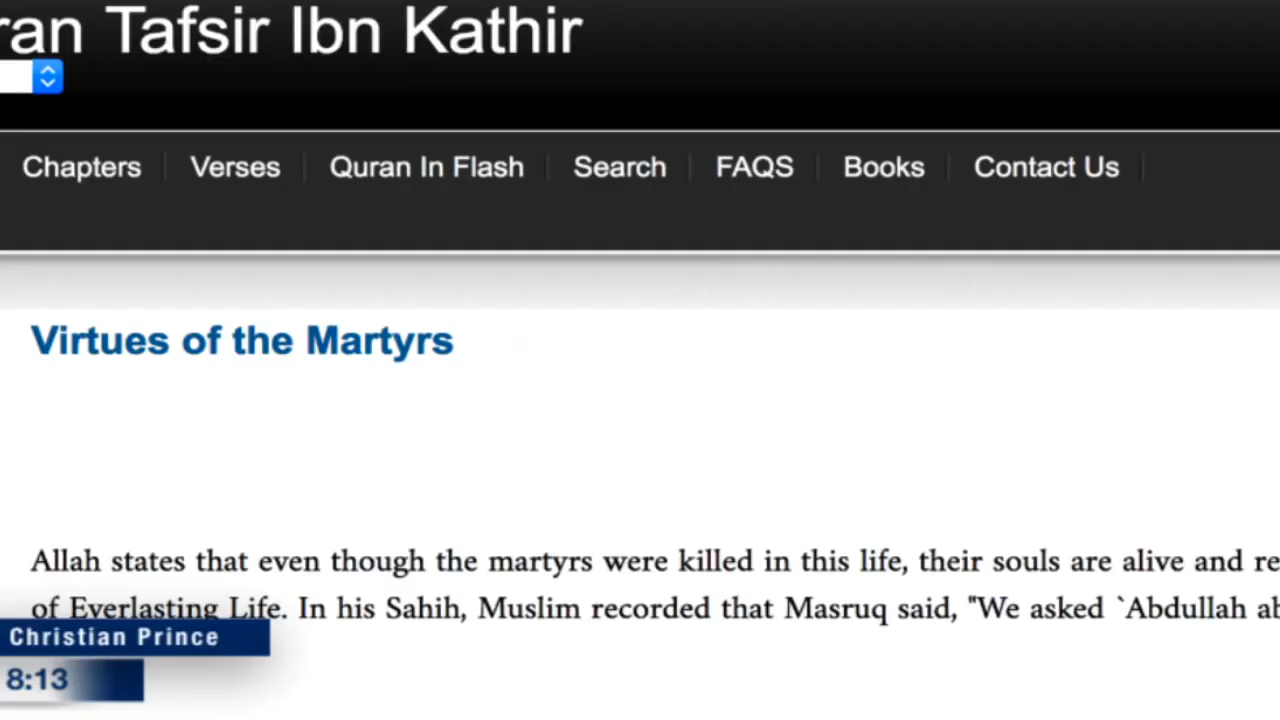 ran Tafsir Ibn Kathir
Chapters Verses Quran In Flash Search FAQS Books Contact Us
Virtues of the Martyrs
Allah states that even though the martyrs were killed in this life, their souls are alive and re
of Everlasting Life. In his Sahih, Muslim recorded that Masruq said, "We asked `Abdullah ab
Christian Prince
8:13